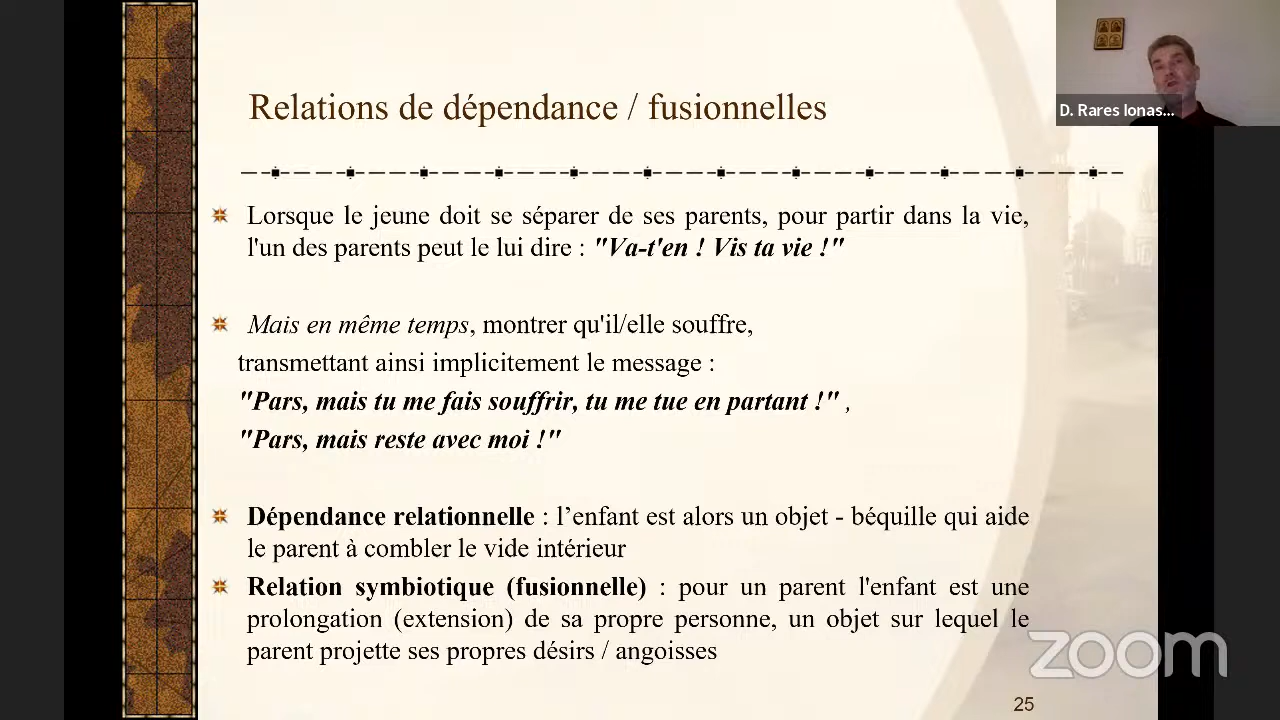 D. Rares Ionas...
Relations de dépendance / fusionnelles
Lorsque le jeune doit se séparer de ses parents, pour partir dans la vie,
l'un des parents peut le lui dire : "Va-t'en ! Vis ta vie !"
Mais en même temps, montrer qu'il/elle souffre,
transmettant ainsi implicitement le message :
"Pars, mais tu me fais souffrir, tu me tue en partant !" ,
"Pars, mais reste avec moi !"
Dépendance relationnelle : l’enfant est alors un objet - béquille qui aide
le parent à combler le vide intérieur
Relation symbiotique (fusionnelle) : pour un parent l'enfant est une
prolongation (extension) de sa propre personne, un objet sur lequel le
parent projette ses propres désirs / angoisses
zoom
25